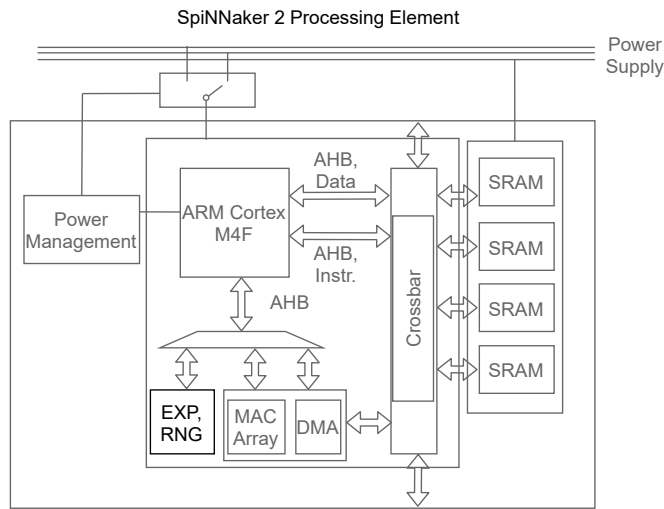 SpiNNaker 2 Processing Element
Power
Supply
AHB,
Data
ARM Cortex
M4F
Power
Management
AHB,
Instr.
AHB
Crossbar
SRAM
SRAM
SRAM
SRAM
EXP,
RNG
MAC
Array
DMA